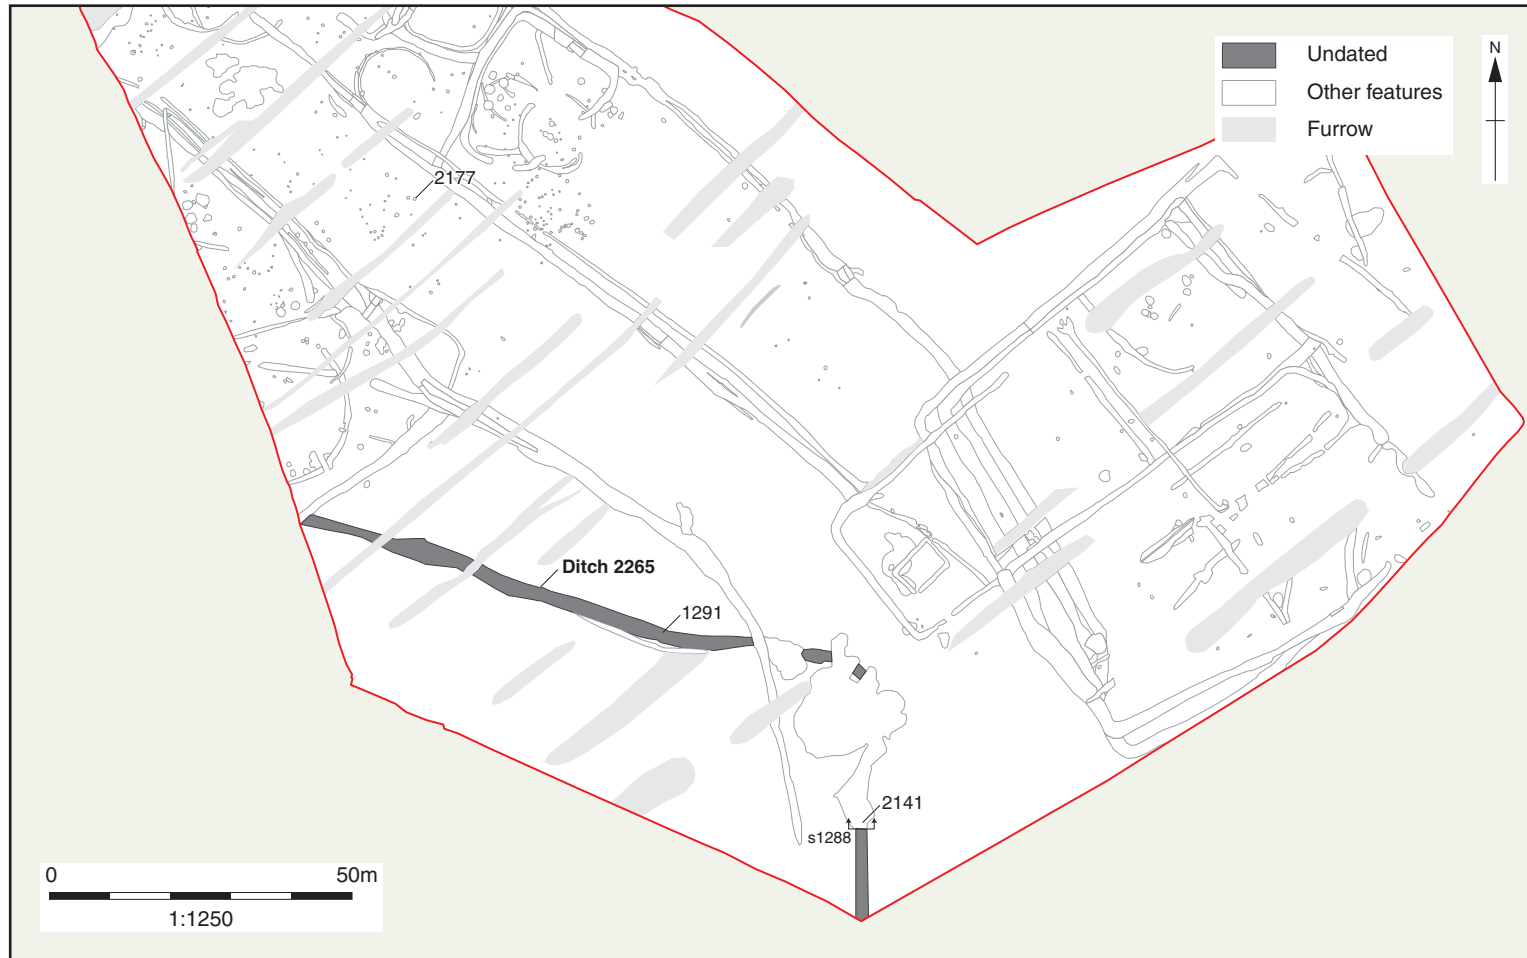 Undated
N
Other features
Furrow
2177
Ditch 2265
1291
2141
s1288
0 50m
1:1250